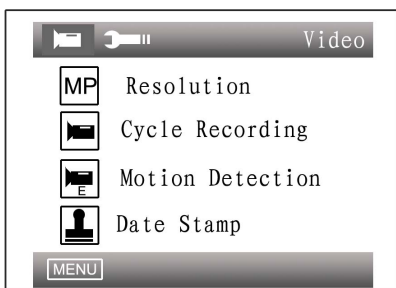 Video
MP Resolution
Cycle Recording
E Motion Detection
Date Stamp
MENU